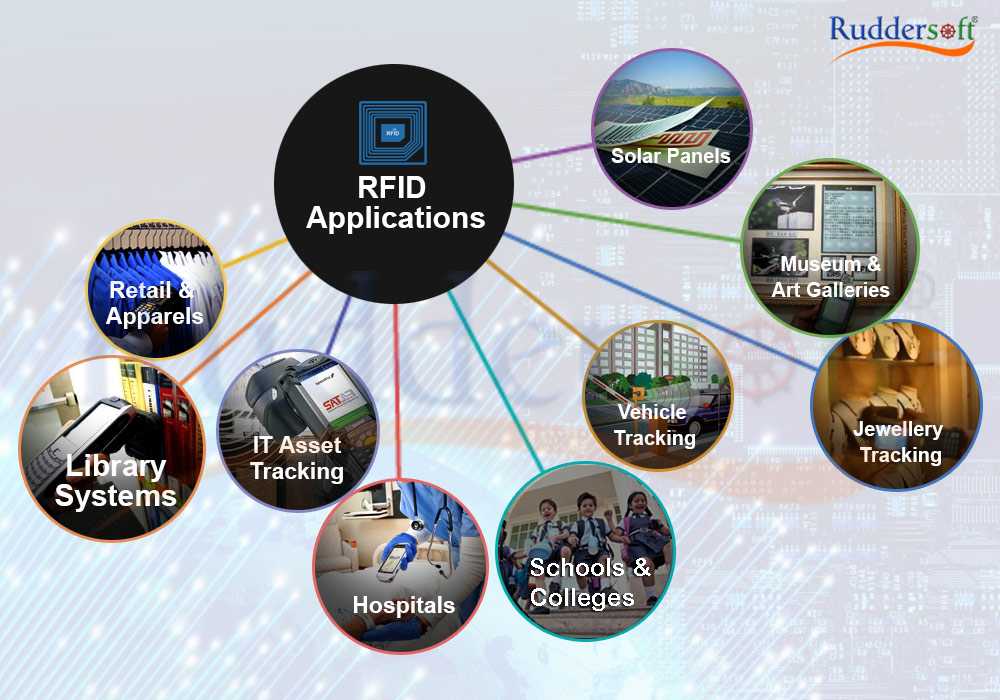 Ruddersoft®
RFID
RFID
Applications
Solar Panels
Museum &
Art Galleries
Retail &
Apparels
Vehicle
Tracking
Jewellery
Tracking
IT Asset
Tracking
Library
Systems
Hospitals
Schools &
Colleges